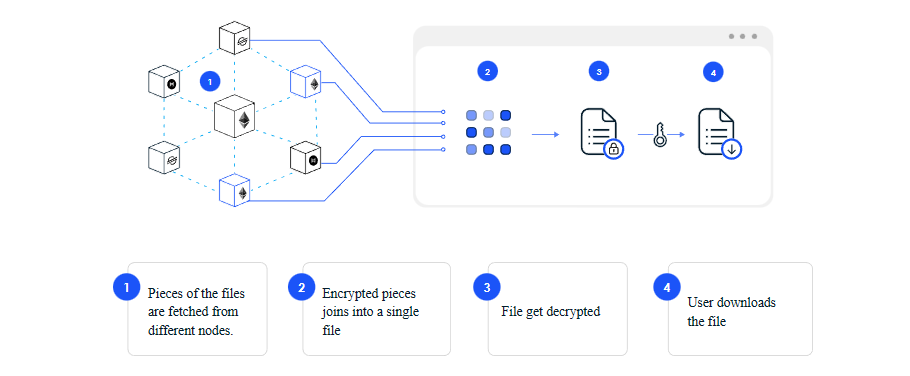 1
2
3
4
1
Pieces of the files
are fetched from
different nodes.
2
Encrypted pieces
joins into a single
file
3
File get decrypted
4
User downloads
the file